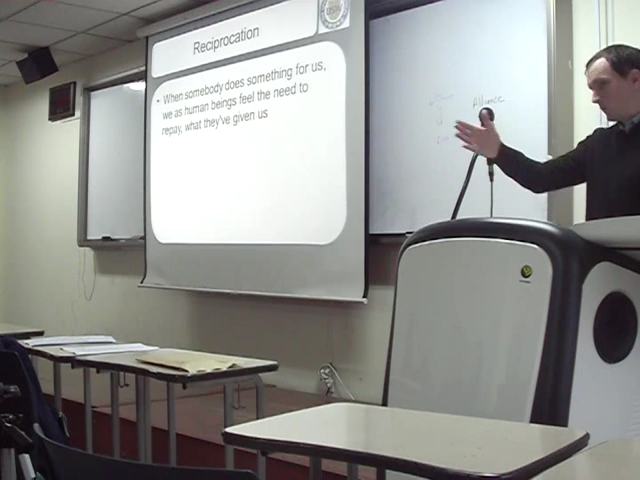 Reciprocation
• When somebody does something for us,
we as human beings feel the need to
repay, what they've given us
Alliance